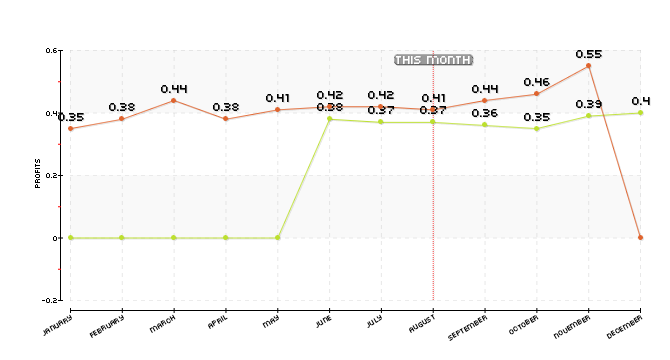 THIS MONTH
0.6
0.4
0.2
0
-0.2
PROFITS
0.35
0.38
0.44
0.38
0.41
0.42
0.42
0.41
0.44
0.46
0.55
0.38
0.37
0.37
0.36
0.35
0.39
0.4
JANUARY
FEBRUARY
MARCH
APRIL
MAY
JUNE
JULY
AUGUST
SEPTEMBER
OCTOBER
NOVEMBER
DECEMBER